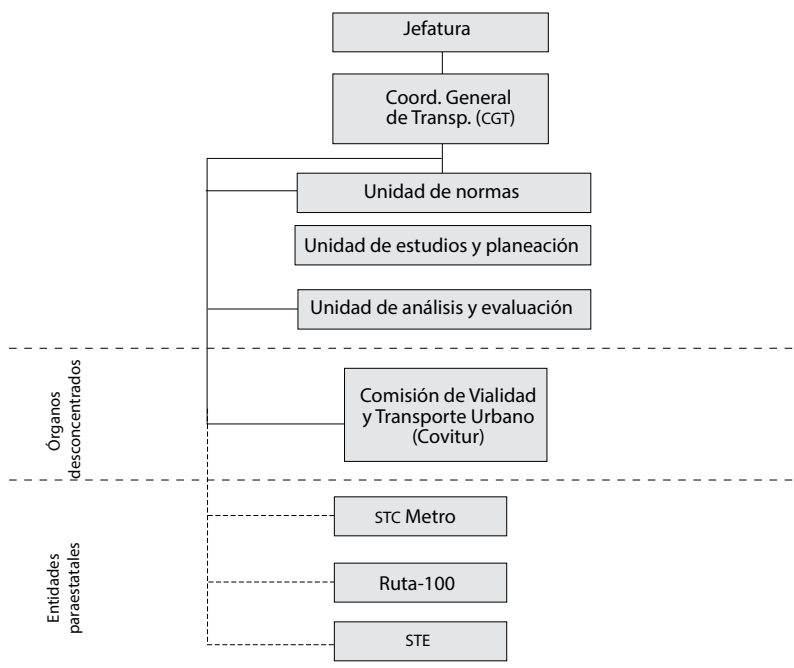 Jefatura
Coord. General
de Transp. (CGT)
Unidad de normas
Unidad de estudios y planeación
Unidad de análisis y evaluación
Órganos
desconcentrados
Comisión de Vialidad
y Transporte Urbano
(Covitur)
Entidades
paraestatales
STC Metro
Ruta-100
STE